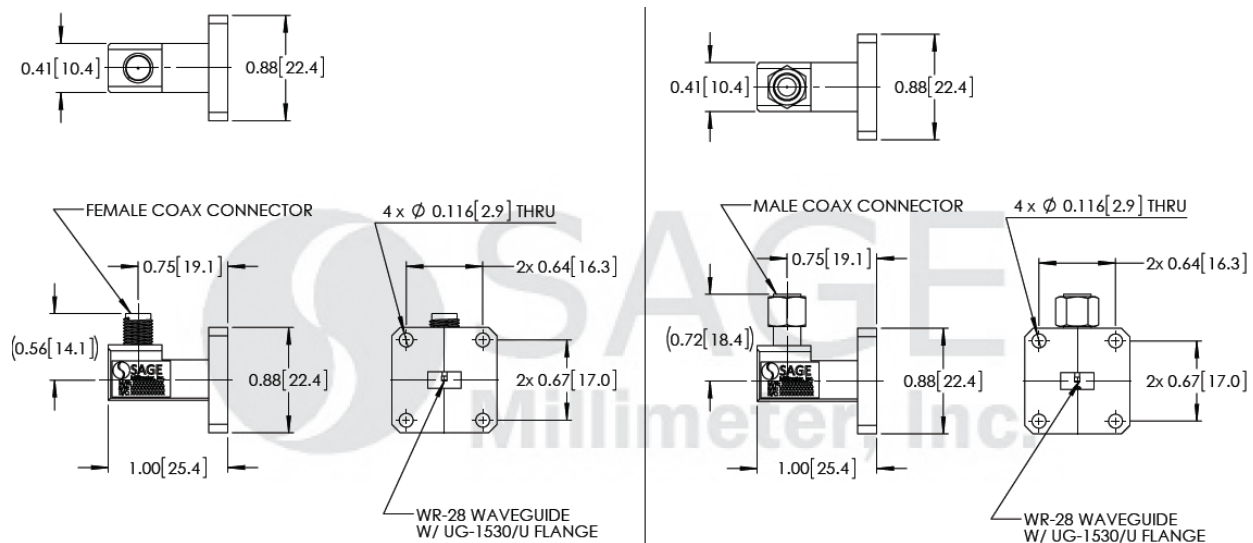 0.41[10.4]
0.88[22.4]
FEMALE COAX CONNECTOR
4 x Ø 0.116[2.9] THRU
0.75[19.1]
2x 0.64[16.3]
(0.56[14.1])
SAGE
0.88[22.4]
2x 0.67[17.0]
1.00[25.4]
WR-28 WAVEGUIDE
W/ UG-1530/U FLANGE
0.41[10.4]
0.88[22.4]
MALE COAX CONNECTOR
4 x Ø 0.116[2.9] THRU
0.75[19.1]
2x 0.64[16.3]
(0.72[18.4])
SAGE
0.88[22.4]
2x 0.67[17.0]
1.00[25.4]
WR-28 WAVEGUIDE
W/ UG-1530/U FLANGE
SAGE
Millimeter, Inc.